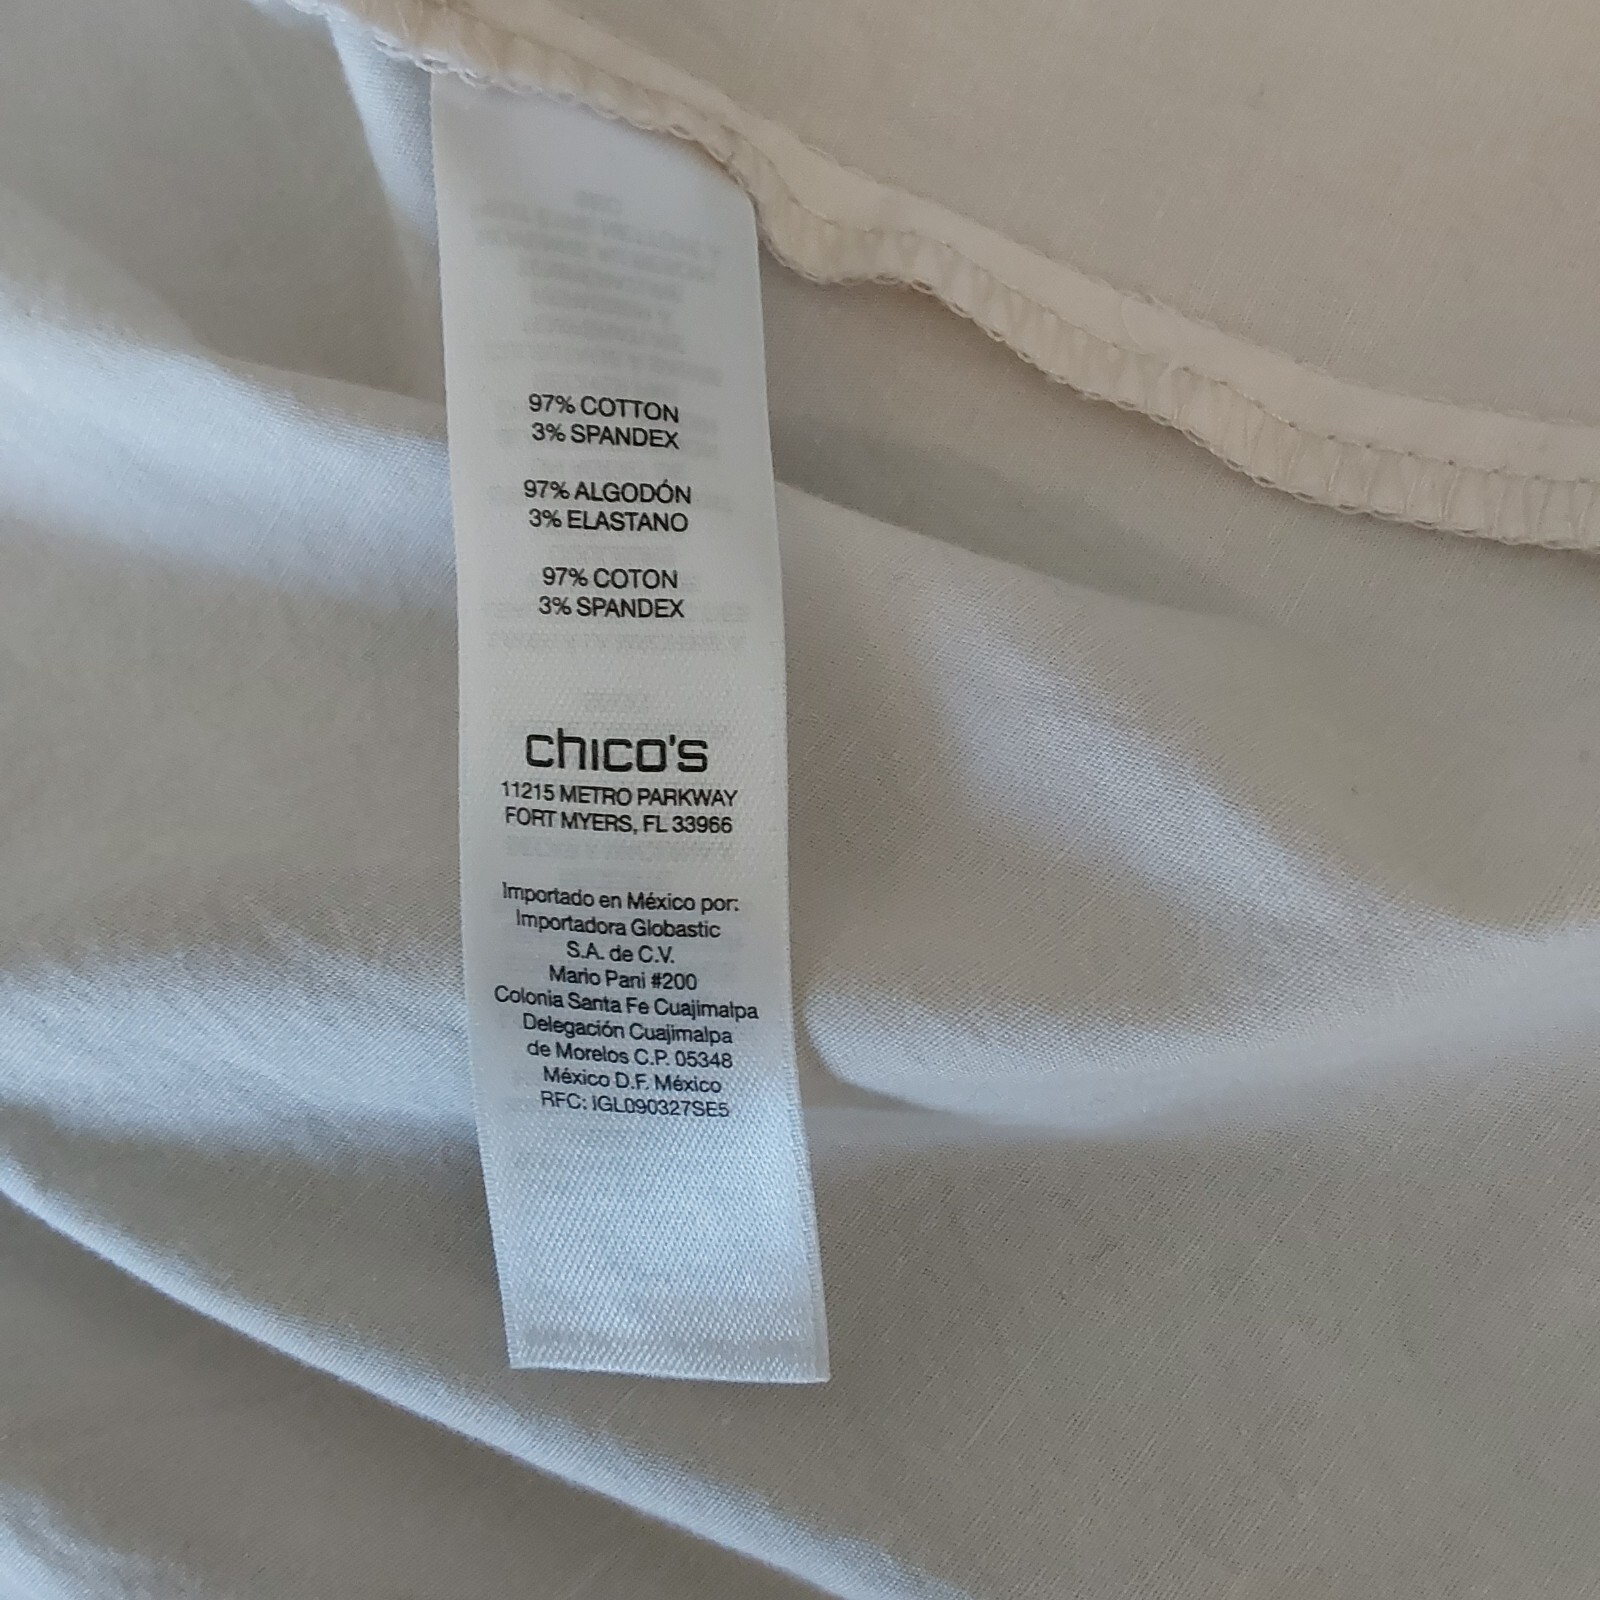 97% COTTON
3% SPANDEX
97% ALGODÓN
3% ELASTANO
97% COTON
3% SPANDEX
chico's
11215 METRO PARKWAY
FORT MYERS, FL 33966
Importado en México por:
Importadora Globastic
S.A. de C.V.
Mario Pani #200
Colonia Santa Fe Cuajimalpa
Delegación Cuajimalpa
de Morelos C.P. 05348
México D.F. México
RFC: IGL090327SE5